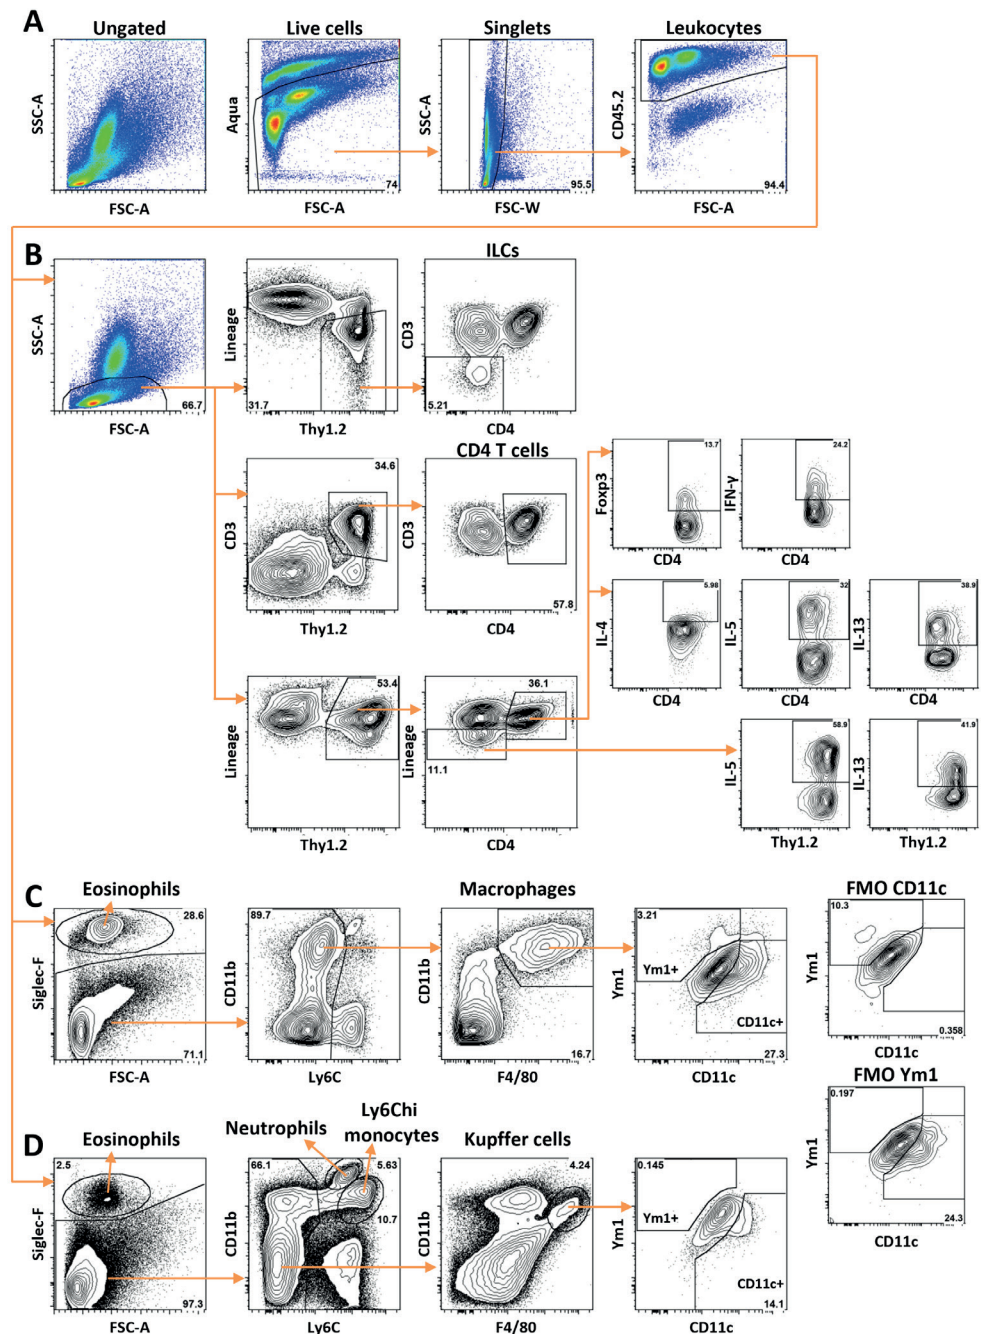 A
Ungated
Live cells
Singlets
Leukocytes
SSC-A
Aqua
SSC-A
CD45.2
74
95.5
94.4
FSC-A
FSC-A
FSC-W
FSC-A
B
ILCs
SSC-A
Lineage
CD3
66.7
31.7
5.21
FSC-A
Thy1.2
CD4
CD4 T cells
34.6
CD3
CD3
57.8
Thy1.2
CD4
13.7
24.2
Foxp3
IFN-γ
CD4
CD4
5.98
32
38.9
IL-4
IL-5
IL-13
CD4
CD4
CD4
53.4
36.1
Lineage
Lineage
11.1
Thy1.2
CD4
58.9
41.9
IL-5
IL-13
Thy1.2
Thy1.2
C
Eosinophils
Macrophages
FMO CD11c
28.6
89.7
3.21
10.3
Siglec-F
CD11b
CD11b
Ym1
Ym1
Ym1+
CD11c+
71.1
16.7
27.3
0.358
FSC-A
Ly6C
F4/80
CD11c
CD11c
FMO Ym1
0.197
Ym1
24.3
CD11c
D
Eosinophils
Neutrophils
Ly6Chi
monocytes
Kupffer cells
2.5
66.1
5.63
4.24
0.145
Siglec-F
CD11b
10.7
CD11b
Ym1
Ym1+
CD11c+
97.3
14.1
FSC-A
Ly6C
F4/80
CD11c